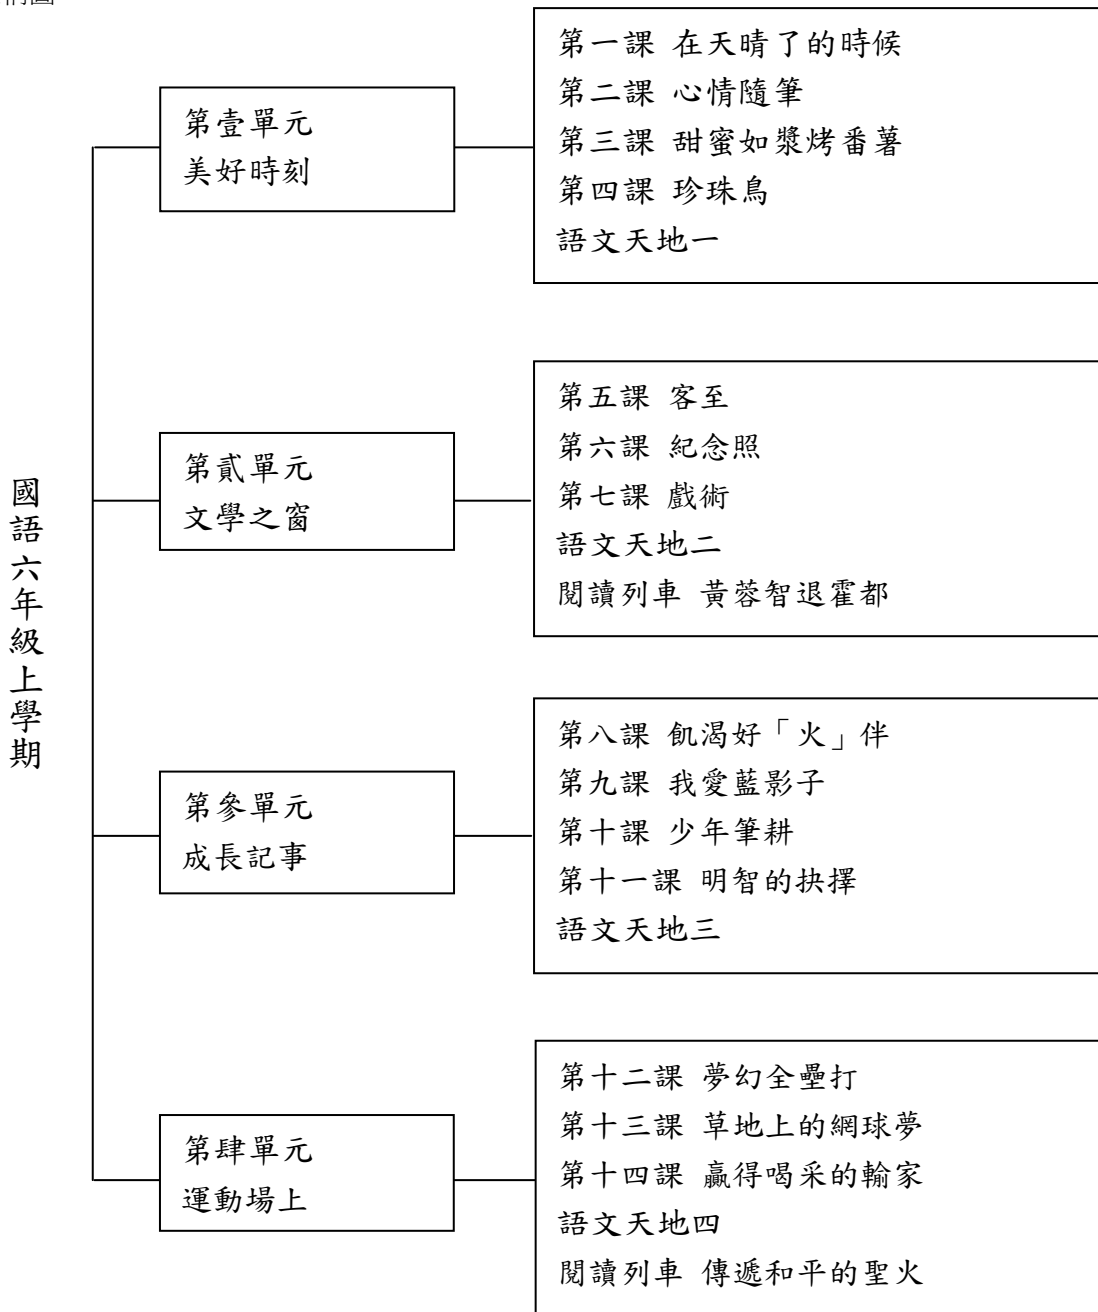 國語六年級上學期
第壹單元
美好時刻
第一課 在天晴了的時候
第二課 心情隨筆
第三課 甜蜜如漿烤番薯
第四課 珍珠鳥
語文天地一
第貳單元
文學之窗
第五課 客至
第六課 紀念照
第七課 戲術
語文天地二
閱讀列車 黃蓉智退霍都
第參單元
成長記事
第八課 飢渴好「火」伴
第九課 我愛藍影子
第十課 少年筆耕
第十一課 明智的抉擇
語文天地三
第肆單元
運動場上
第十二課 夢幻全壘打
第十三課 草地上的網球夢
第十四課 贏得喝采的輸家
語文天地四
閱讀列車 傳遞和平的聖火